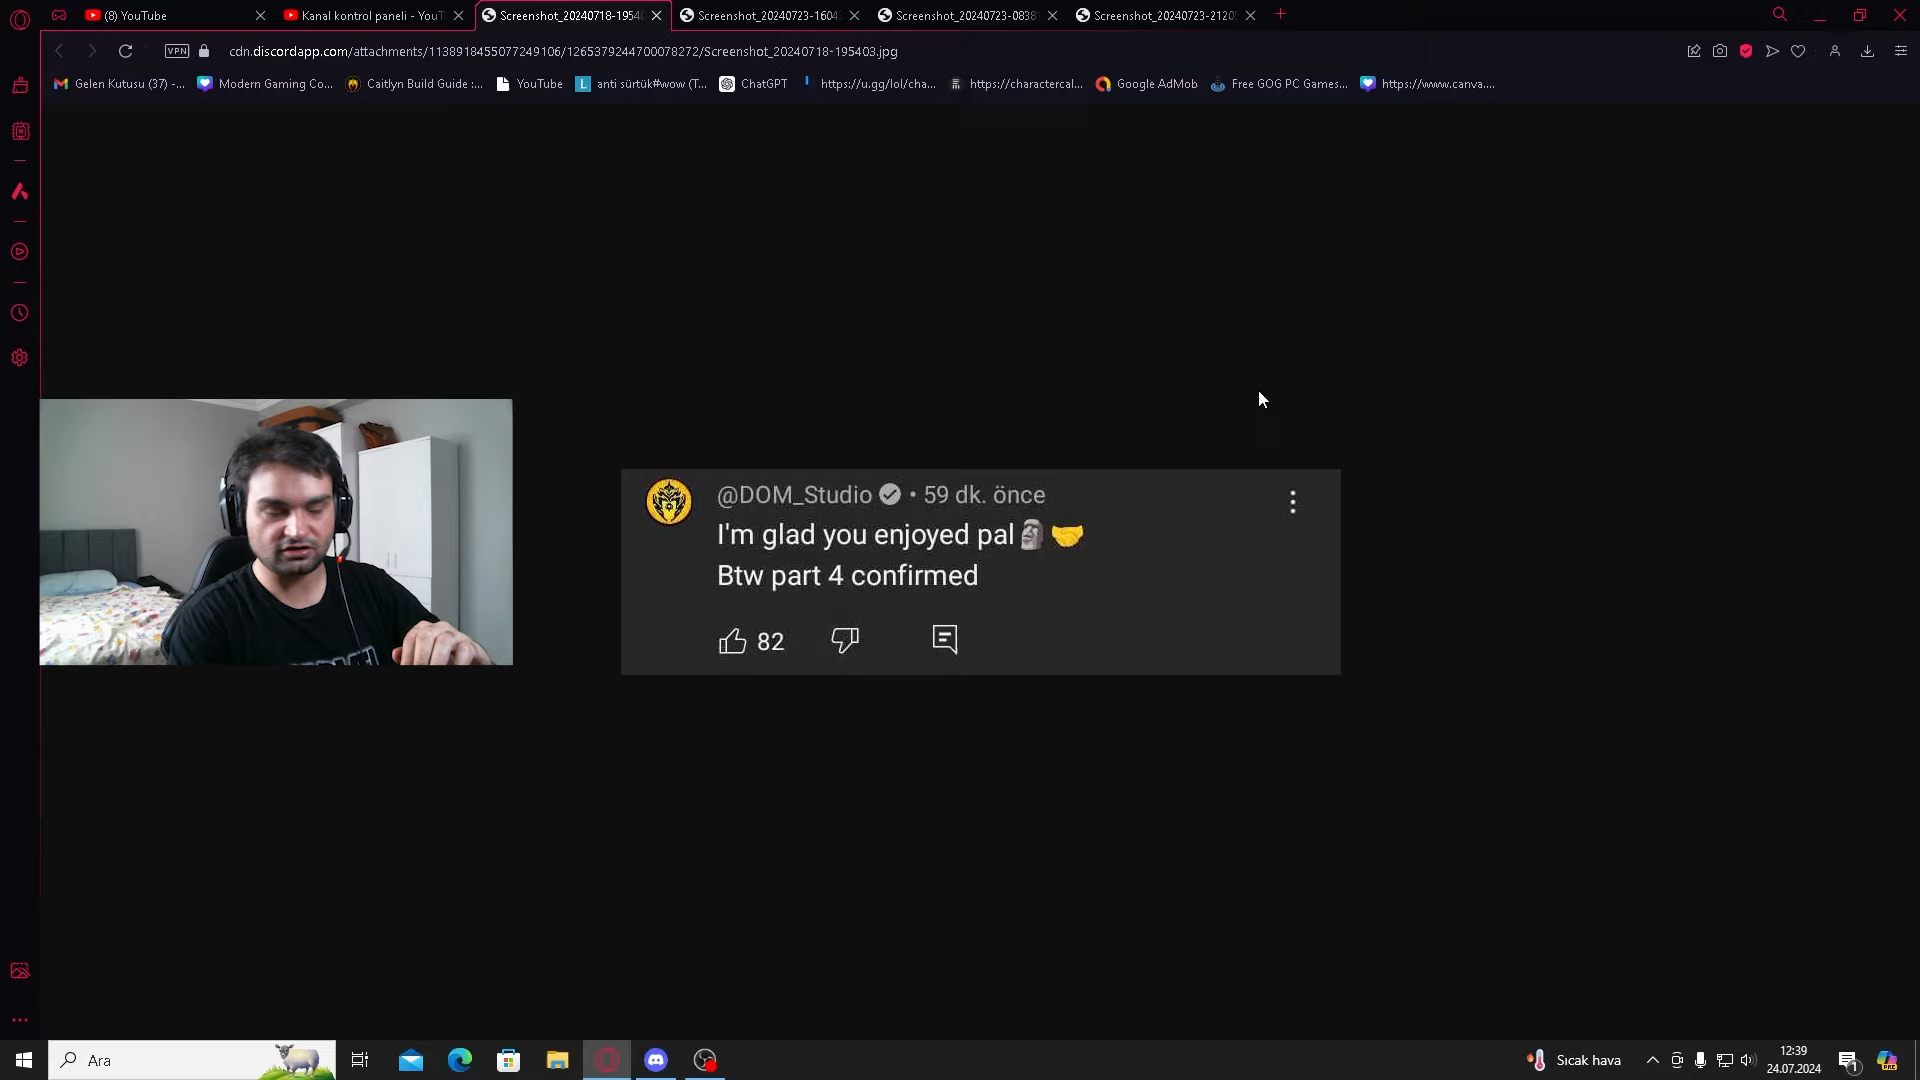 (8) YouTube
Kanal kontrol paneli - YouT
Screenshot_20240718-1954
Screenshot_20240723-1604
Screenshot_20240723-0838
Screenshot_20240723-2120
VPN
cdn.discordapp.com/attachments/1138918455077249106/1265379244700078272/Screenshot_20240718-195403.jpg
Gelen Kutusu (37) -...
Modern Gaming Co...
Caitlyn Build Guide :...
YouTube
L
anti sürtük#wow (T...
ChatGPT
https://u.gg/lol/cha...
https://charactercal...
Google AdMob
Free GOG PC Games...
https://www.canva....
@DOM_Studio • 59 dk. önce
I'm glad you enjoyed pal🗿🤝
Btw part 4 confirmed
82
Ara
Sıcak hava
12:39
24.07.2024
1
PRE